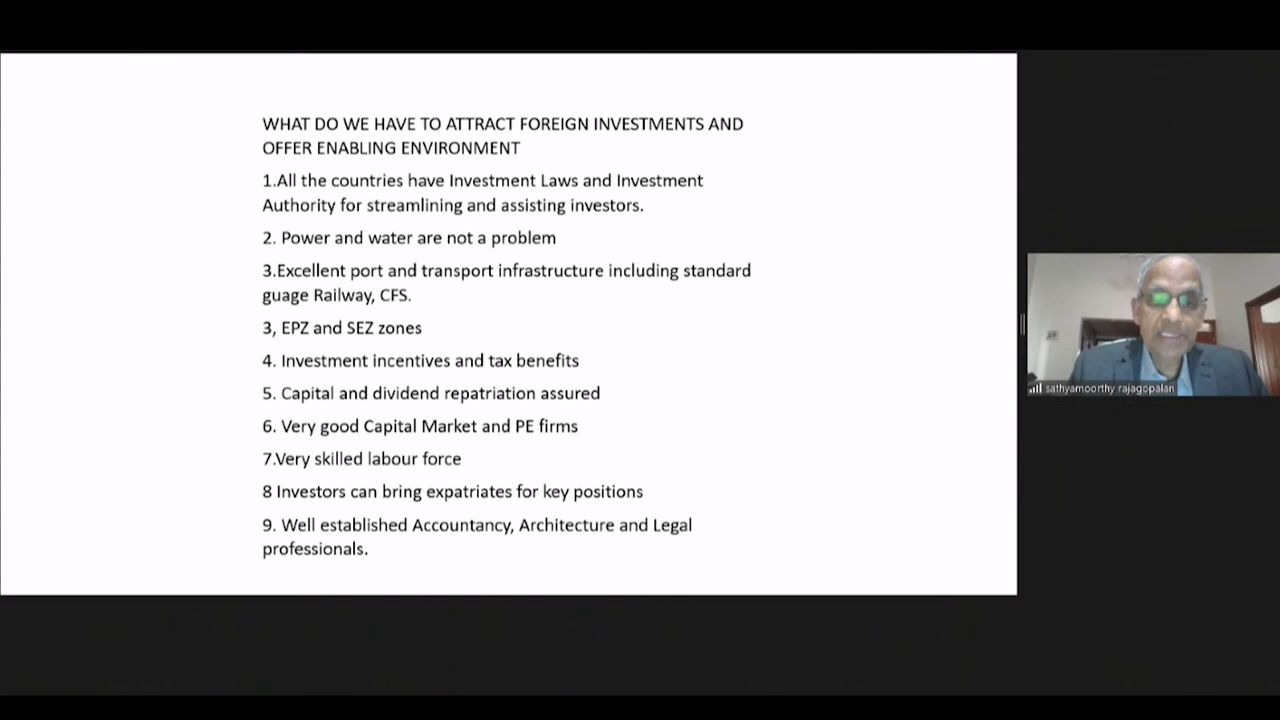 WHAT DO WE HAVE TO ATTRACT FOREIGN INVESTMENTS AND
OFFER ENABLING ENVIRONMENT
1.All the countries have Investment Laws and Investment
Authority for streamlining and assisting investors.
2. Power and water are not a problem
3.Excellent port and transport infrastructure including standard
guage Railway, CFS.
3, EPZ and SEZ zones
4. Investment incentives and tax benefits
5. Capital and dividend repatriation assured
6. Very good Capital Market and PE firms
7.Very skilled labour force
8 Investors can bring expatriates for key positions
9. Well established Accountancy, Architecture and Legal
professionals.
sathyamoorthy rajagopalan